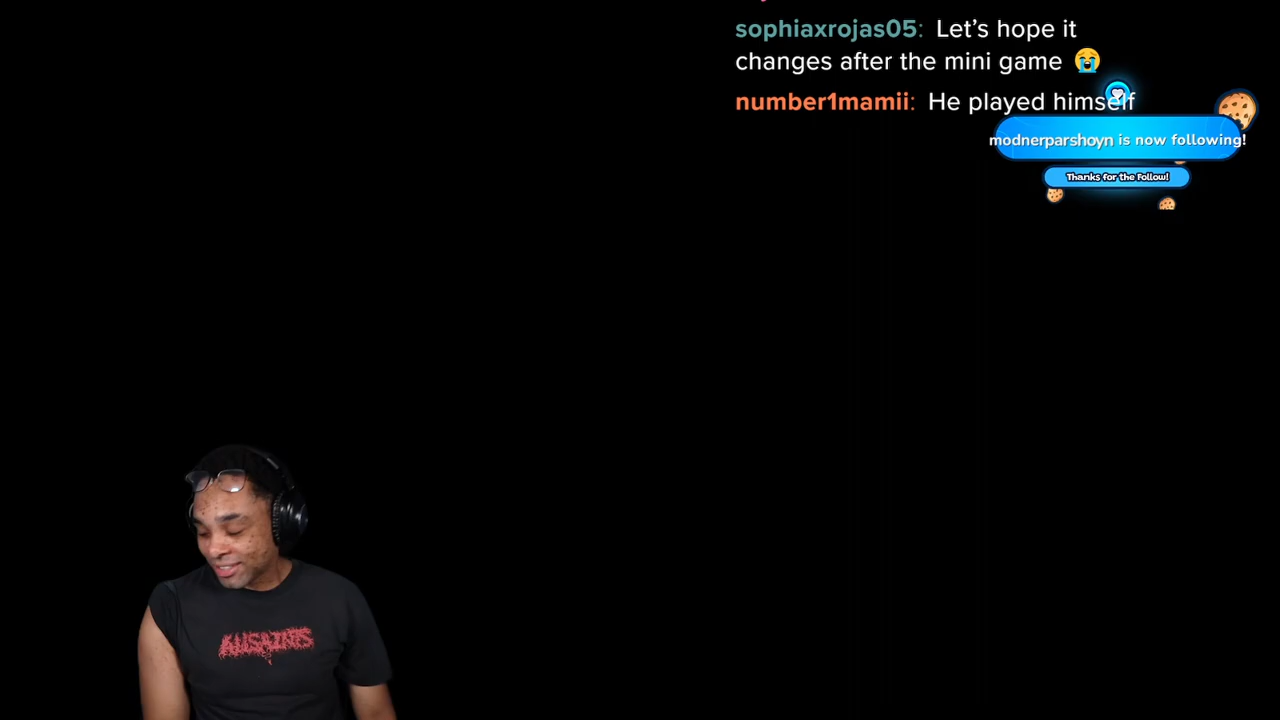 sophiaxrojas05: Let's hope it
changes after the mini game 😭
number1mamii: He played himself
modnerparshoyn is now following!
Thanks for the Follow!
ALLSAINTS